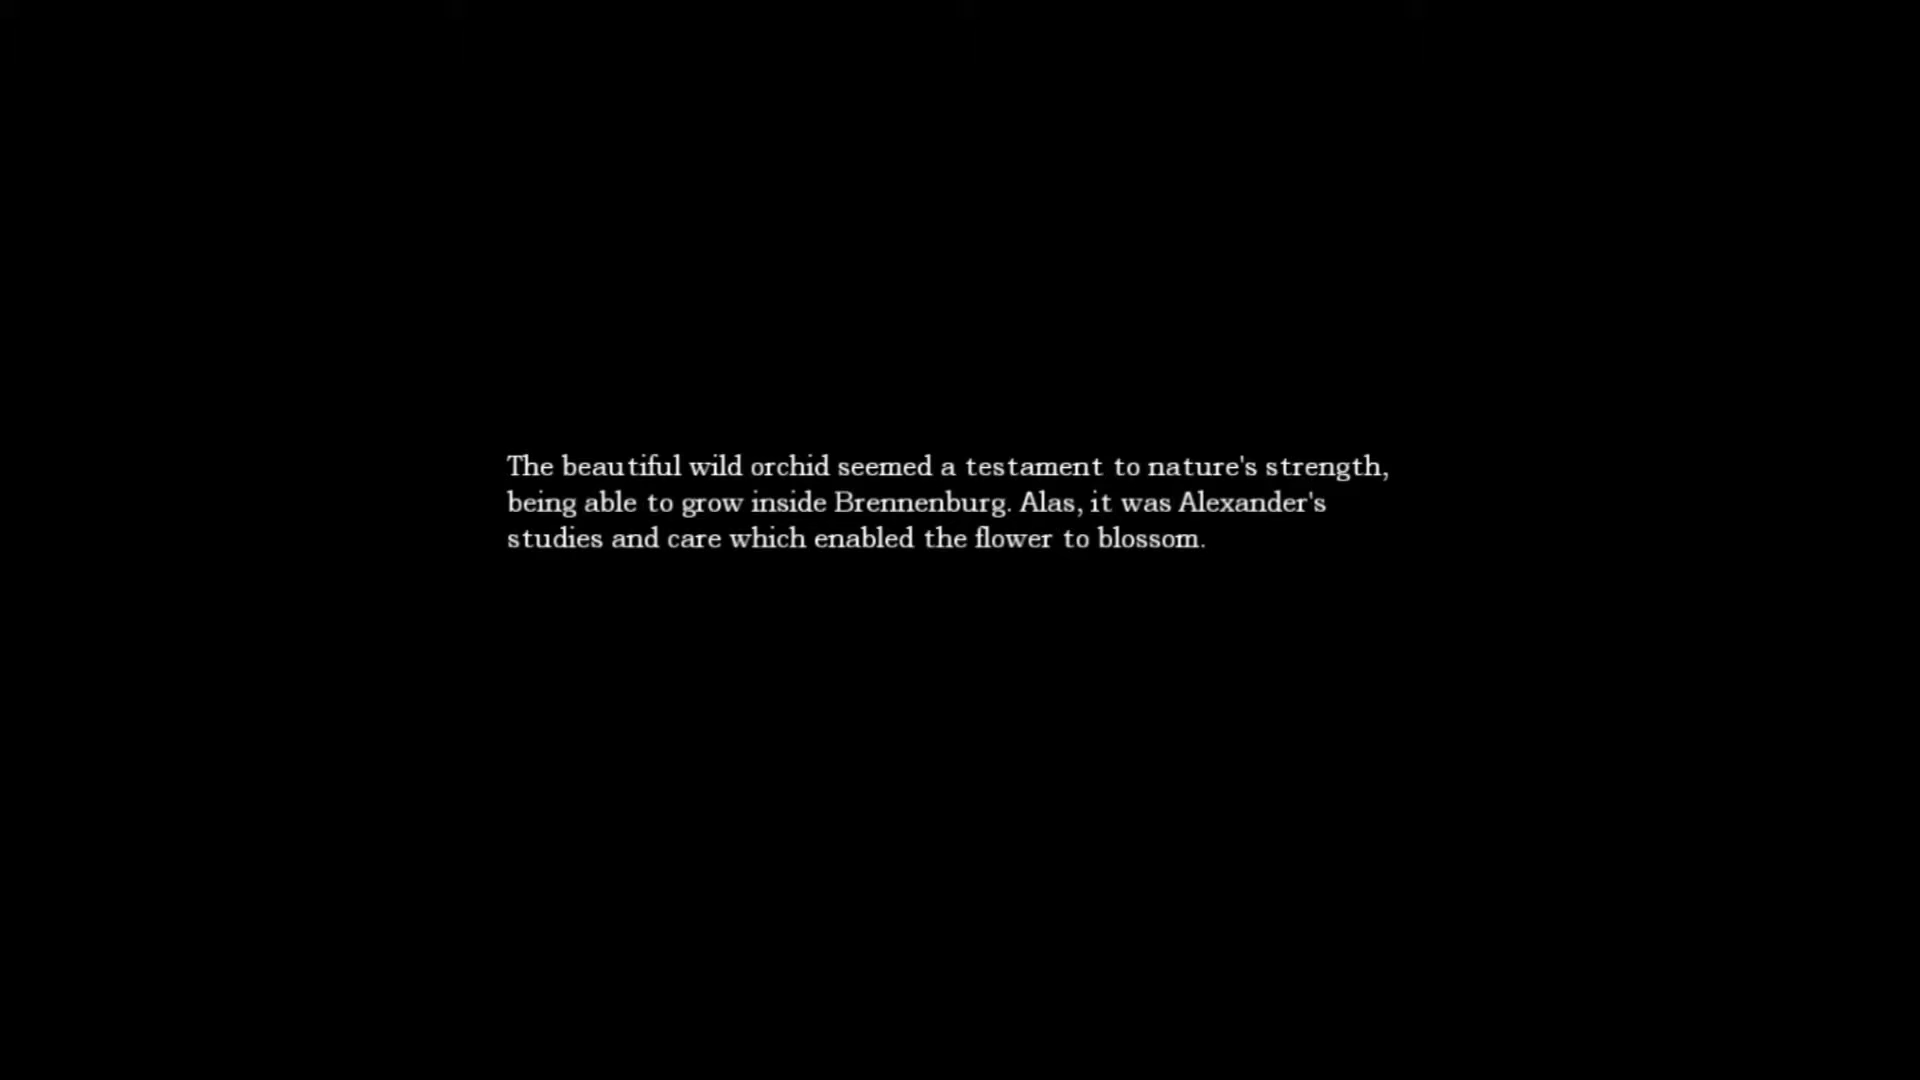 The beautiful wild orchid seemed a testament to nature's strength,
being able to grow inside Brennenburg. Alas, it was Alexander's
studies and care which enabled the flower to blossom.